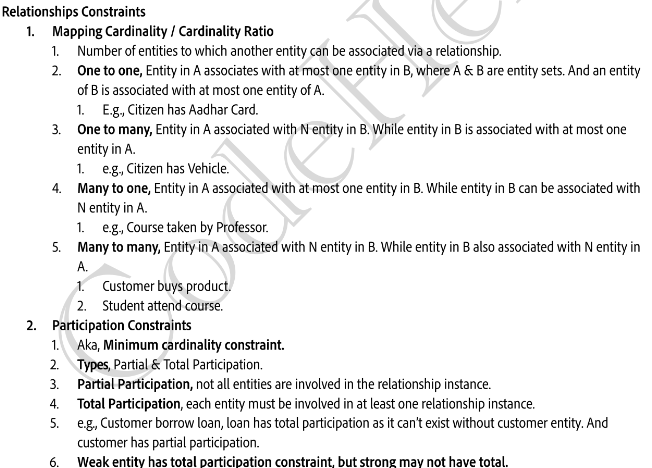 Relationships Constraints
1. Mapping Cardinality / Cardinality Ratio
1. Number of entities to which another entity can be associated via a relationship.
2. One to one, Entity in A associates with at most one entity in B, where A & B are entity sets. And an entity
of B is associated with at most one entity of A.
1. E.g., Citizen has Aadhar Card.
3. One to many, Entity in A associated with N entity in B. While entity in B is associated with at most one
entity in A.
1. e.g., Citizen has Vehicle.
4. Many to one, Entity in A associated with at most one entity in B. While entity in B can be associated with
N entity in A.
1. e.g., Course taken by Professor.
5. Many to many, Entity in A associated with N entity in B. While entity in B also associated with N entity in
A.
1. Customer buys product.
2. Student attend course.
2. Participation Constraints
1. Aka, Minimum cardinality constraint.
2. Types, Partial & Total Participation.
3. Partial Participation, not all entities are involved in the relationship instance.
4. Total Participation, each entity must be involved in at least one relationship instance.
5. e.g., Customer borrow loan, loan has total participation as it can't exist without customer entity. And
customer has partial participation.
6. Weak entity has total participation constraint, but strong may not have total.
CodeHe